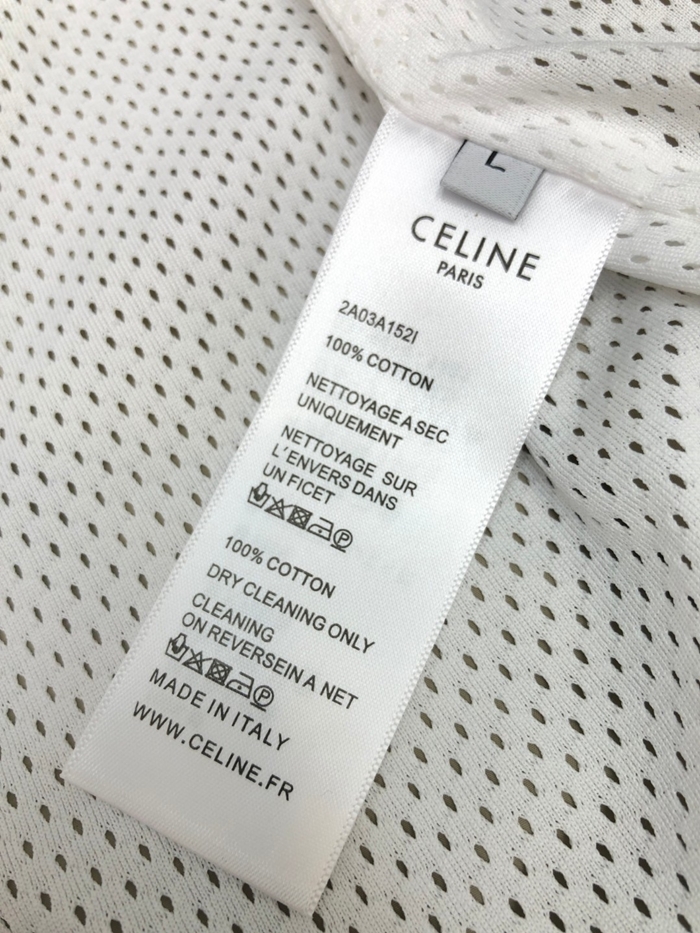 L
CELINE
PARIS
2A03A152I
100% COTTON
NETTOYAGE A SEC
UNIQUEMENT
NETTOYAGE SUR
L'ENVERS DANS
UN FICET
P
100% COTTON
DRY CLEANING ONLY
CLEANING
ON REVERSEIN A NET
P
MADE IN ITALY
WWW.CELINE.FR